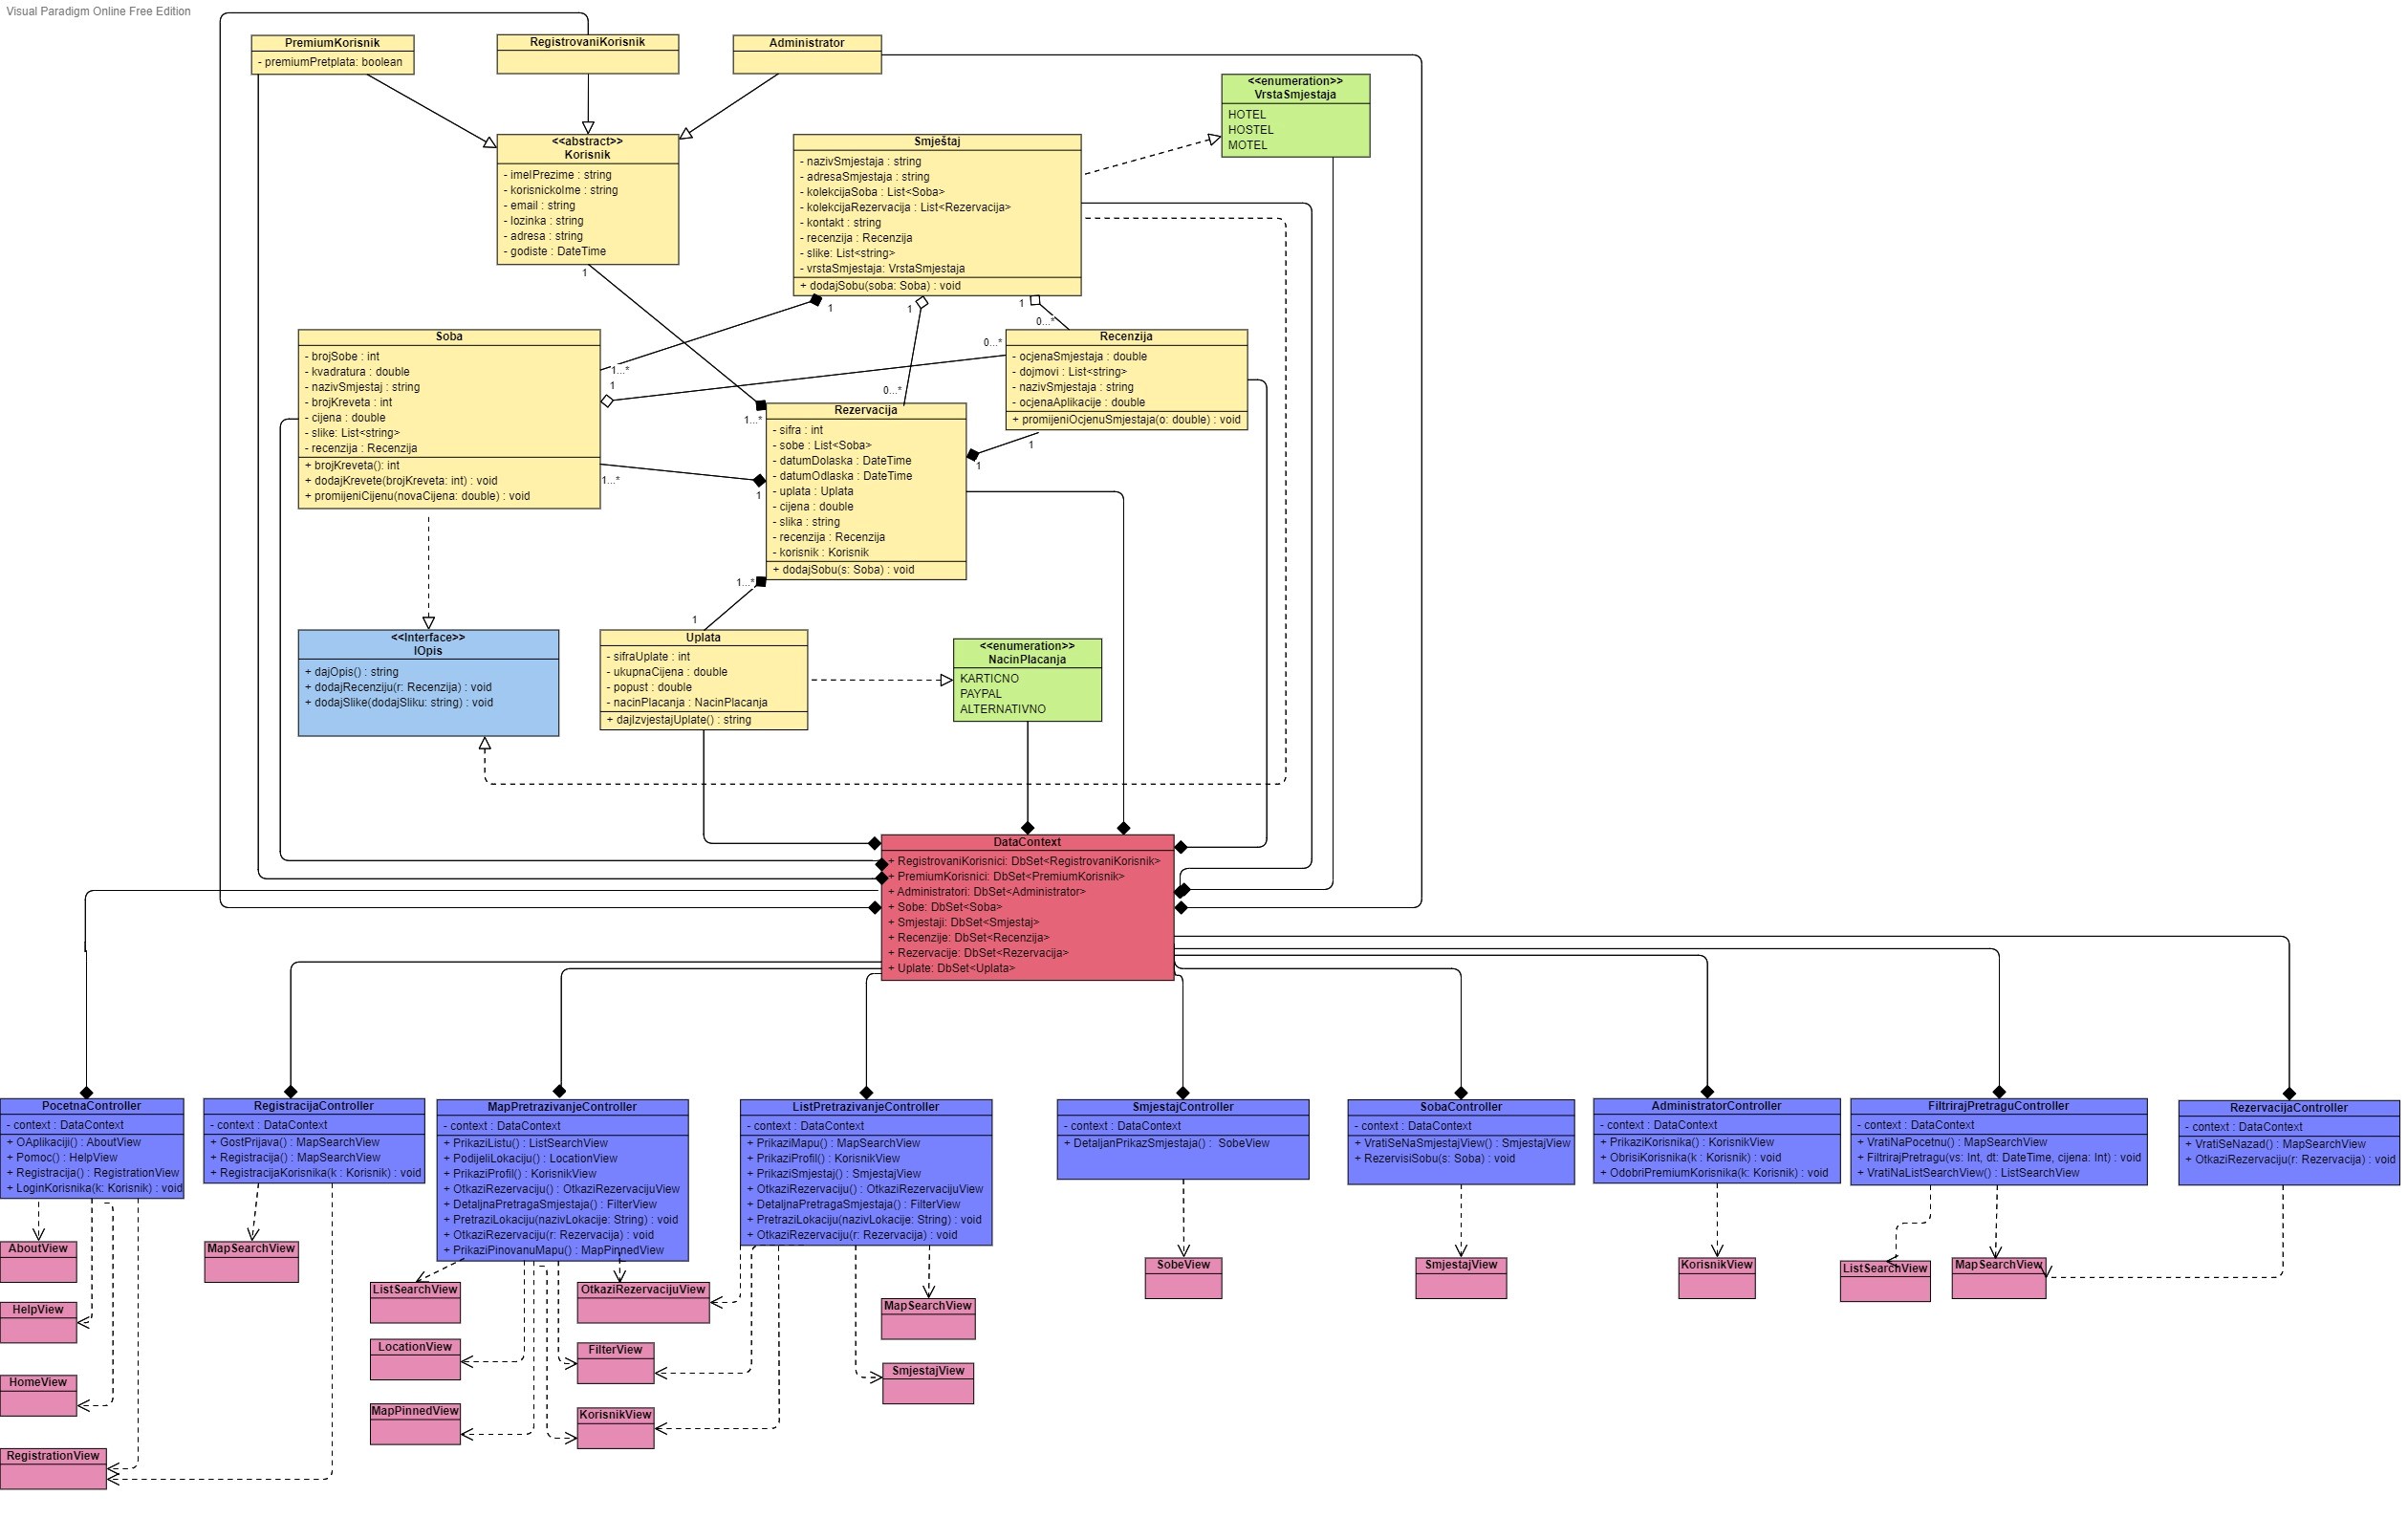 Visual Paradigm Online Free Edition
PremiumKorisnik
- premiumPretplata: boolean
RegistrovaniKorisnik
Administrator
<<enumeration>>
VrstaSmjestaja
HOTEL
HOSTEL
MOTEL
<<abstract>>
Korisnik
- imeIPrezime : string
- korisnickoIme : string
- email : string
- lozinka : string
- adresa : string
- godiste : DateTime
1
Smještaj
- nazivSmjestaja : string
- adresaSmjestaja : string
- kolekcijaSoba : List<Soba>
- kolekcijaRezervacija : List<Rezervacija>
- kontakt : string
- recenzija : Recenzija
- slike: List<string>
- vrstaSmjestaja: VrstaSmjestaja
+ dodajSobu(soba: Soba) : void
1
1
1
0...*
Soba
- brojSobe : int
- kvadratura : double
- nazivSmjestaj : string
- brojKreveta : int
- cijena : double
- slike: List<string>
- recenzija : Recenzija
+ brojKreveta(): int
+ dodajKrevete(brojKreveta: int) : void
+ promijeniCijenu(novaCijena: double) : void
1...*
1
0...*
0...*
1...*
1...*
1
Recenzija
- ocjenaSmjestaja : double
- dojmovi : List<string>
- nazivSmjestaja : string
- ocjenaAplikacije : double
+ promijeniOcjenuSmjestaja(o: double) : void
1
1
Rezervacija
- sifra : int
- sobe : List<Soba>
- datumDolaska : DateTime
- datumOdlaska : DateTime
- uplata : Uplata
- cijena : double
- slika : string
- recenzija : Recenzija
- korisnik : Korisnik
+ dodajSobu(s: Soba) : void
1...*
1
<<Interface>>
IOpis
+ dajOpis() : string
+ dodajRecenziju(r: Recenzija) : void
+ dodajSlike(dodajSliku: string) : void
Uplata
- sifraUplate : int
- ukupnaCijena : double
- popust : double
- nacinPlacanja : NacinPlacanja
+ dajIzvjestajUplate() : string
<<enumeration>>
NacinPlacanja
KARTICNO
PAYPAL
ALTERNATIVNO
DataContext
+ RegistrovaniKorisnici: DbSet<RegistrovaniKorisnik>
+ PremiumKorisnici: DbSet<PremiumKorisnik>
+ Administratori: DbSet<Administrator>
+ Sobe: DbSet<Soba>
+ Smjestaji: DbSet<Smjestaj>
+ Recenzije: DbSet<Recenzija>
+ Rezervacije: DbSet<Rezervacija>
+ Uplate: DbSet<Uplata>
PocetnaController
- context : DataContext
+ OAplikaciji() : AboutView
+ Pomoc() : HelpView
+ Registracija() : RegistrationView
+ LoginKorisnika(k: Korisnik) : void
RegistracijaController
- context : DataContext
+ GostPrijava() : MapSearchView
+ Registracija() : MapSearchView
+ RegistracijaKorisnika(k : Korisnik) : void
MapPretrazivanjeController
- context : DataContext
+ PrikaziListu() : ListSearchView
+ PodijeliLokaciju() : LocationView
+ PrikaziProfil() : KorisnikView
+ OtkaziRezervaciju() : OtkaziRezervacijuView
+ DetaljnaPretragaSmjestaja() : FilterView
+ PretraziLokaciju(nazivLokacije: String) : void
+ OtkaziRezervaciju(r: Rezervacija) : void
+ PrikaziPinovanuMapu() : MapPinnedView
ListPretrazivanjeController
- context : DataContext
+ PrikaziMapu() : MapSearchView
+ PrikaziProfil() : KorisnikView
+ PrikaziSmjestaj() : SmjestajView
+ OtkaziRezervaciju() : OtkaziRezervacijuView
+ DetaljnaPretragaSmjestaja() : FilterView
+ PretraziLokaciju(nazivLokacije: String) : void
+ OtkaziRezervaciju(r: Rezervacija) : void
SmjestajController
- context : DataContext
+ DetaljanPrikazSmjestaja() : SobeView
SobaController
- context : DataContext
+ VratiSeNaSmjestajView() : SmjestajView
+ RezervisiSobu(s: Soba) : void
AdministratorController
- context : DataContext
+ PrikaziKorisnika() : KorisnikView
+ ObrisiKorisnika(k : Korisnik) : void
+ OdobriPremiumKorisnika(k: Korisnik) : void
FiltrirajPretraguController
- context : DataContext
+ VratiNaPocetnu() : MapSearchView
+ FiltrirajPretragu(vs: Int, dt: DateTime, cijena: Int) : void
+ VratiNaListSearchView() : ListSearchView
RezervacijaController
- context : DataContext
+ VratiSeNazad() : MapSearchView
+ OtkaziRezervaciju(r: Rezervacija) : void
AboutView
HelpView
HomeView
RegistrationView
MapSearchView
ListSearchView
LocationView
MapPinnedView
OtkaziRezervacijuView
FilterView
KorisnikView
MapSearchView
SmjestajView
SobeView
SmjestajView
KorisnikView
ListSearchView
MapSearchView